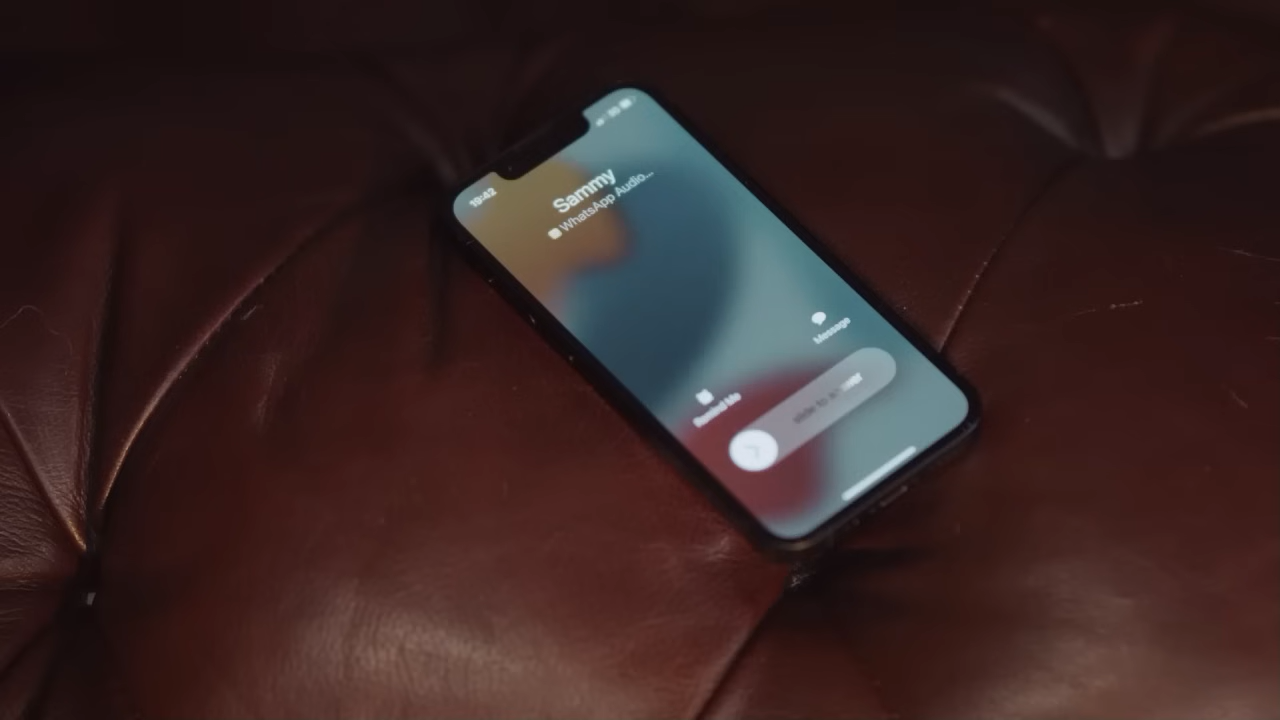 19:42
Sammy
WhatsApp Audio...
Message
Remind Me
slide to answer